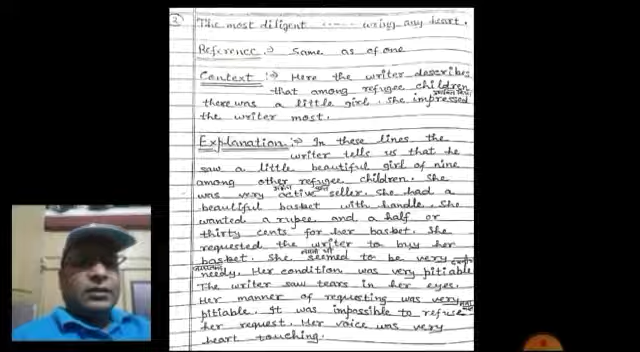 3 The most diligent ..... wring any heart.
Reference :→ Same as of one
Context :→ Here the writer describes
that among refugee children
there was a little girl. She impressed
the writer most.
Explanation :→ In these lines the
writer tells us that he
saw a little beautiful girl of nine
among other refugee children. She
was very active seller. She had a
beautiful basket with handle. She
wanted a rupee and a half or
thirty cents for her basket. She
requested the writer to buy her
basket. She seemed to be very
needy. Her condition was very pitiable
The writer saw tears in her eyes.
Her manner of requesting was very
pitiable. It was impossible to refuse
her request. Her voice was very
heart touching.